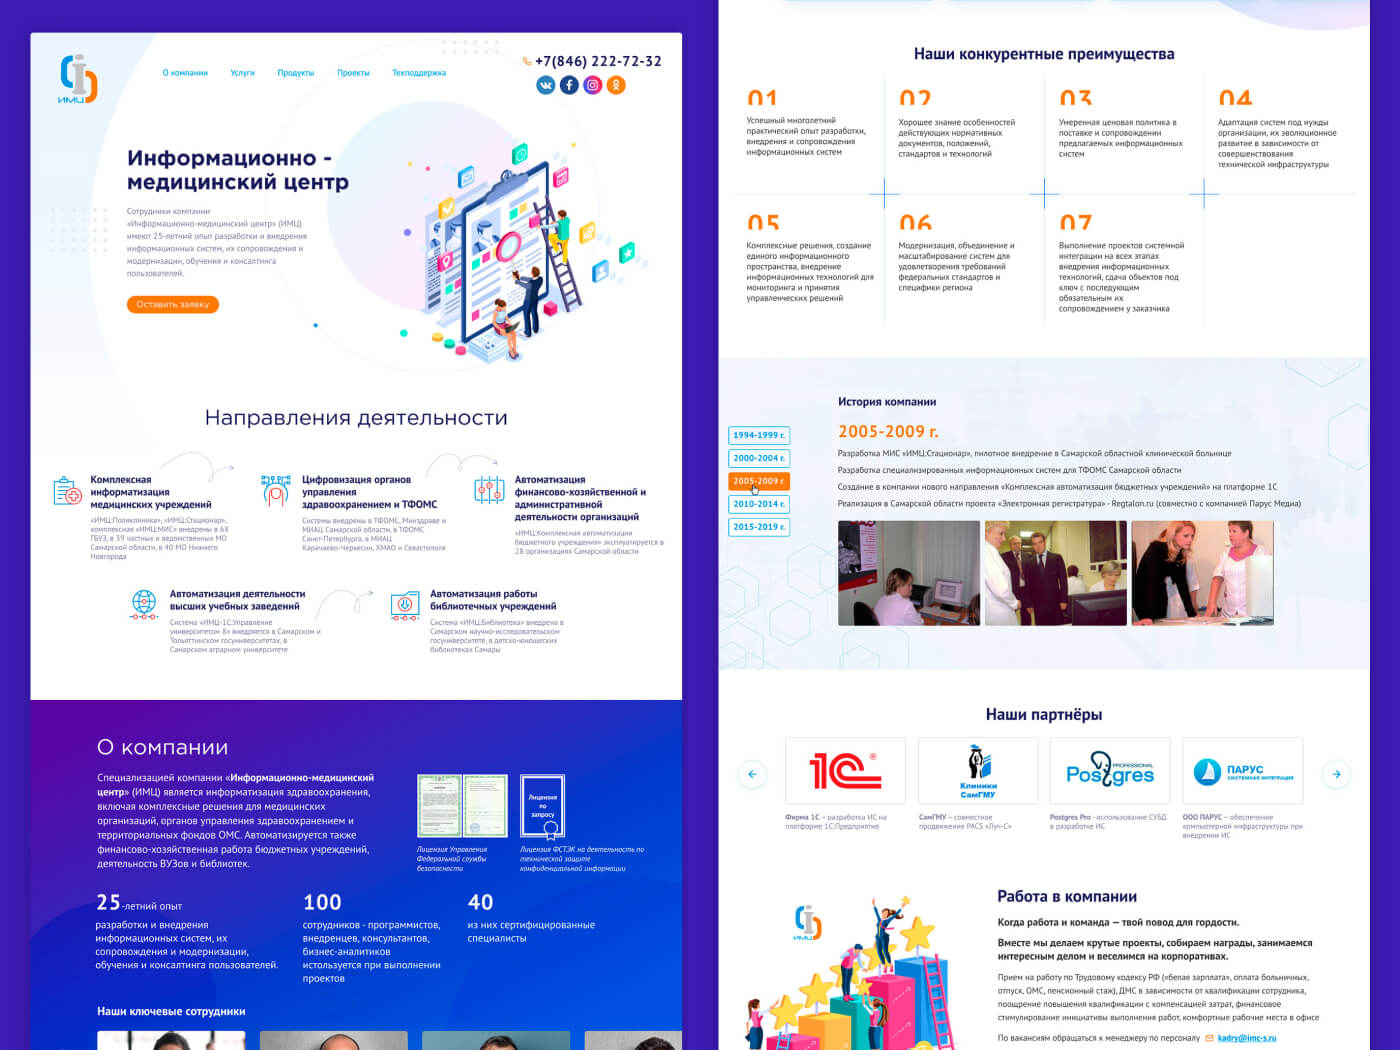 ИМЦ
О компании Услуги Продукты Проекты Техподдержка
+7(846) 222-72-32
Информационно -
медицинский центр
Сотрудники компании
«Информационно-медицинский центр» (ИМЦ)
имеют 25-летний опыт разработки и внедрения
информационных систем, их сопровождения и
модернизации, обучения и консалтинга
пользователей.
Оставить заявку
Направления деятельности
Комплексная
информатизация
медицинских учреждений
«ИМЦ:Поликлиника», «ИМЦ:Стационар»,
комплексная «ИМЦ:МИС» внедрены в 68
ГБУЗ, в 39 частных и ведомственных МО
Самарской области, в 40 МО Нижнего
Новгорода
Цифровизация органов
управления
здравоохранением и ТФОМС
Системы внедрены в ТФОМС, Минздраве и
МИАЦ Самарской области, в ТФОМС
Санкт-Петербурга, в МИАЦ
Карачаево-Черкесии, ХМАО и Севастополя
Автоматизация
финансово-хозяйственной и
административной
деятельности организаций
«ИМЦ:Комплексная автоматизация
бюджетного учреждения» эксплуатируется в
28 организациях Самарской области
Автоматизация деятельности
высших учебных заведений
Система «ИМЦ-1С:Управление
университетом 8» внедряется в Самарском и
Тольяттинском госуниверситетах, в
Самарском аграрном университете
Автоматизация работы
библиотечных учреждений
Система «ИМЦ:Библиотека» внедрена в
Самарском научно-исследовательском
госуниверситете, в детско-юношеских
библиотеках Самары
О компании
Специализацией компании «Информационно-медицинский
центр» (ИМЦ) является информатизация здравоохранения,
включая комплексные решения для медицинских
организаций, органов управления здравоохранением и
территориальных фондов ОМС. Автоматизируется также
финансово-хозяйственная работа бюджетных учреждений,
деятельность ВУЗов и библиотек.
Лицензия
по
запросу
Лицензия Управления
Федеральной службы
безопасности
Лицензия ФСТЭК на деятельность по
технической защите
конфиденциальной информации
25-летний опыт
разработки и внедрения
информационных систем, их
сопровождения и модернизации,
обучения и консалтинга пользователей.
100
сотрудников - программистов,
внедренцев, консультантов,
бизнес-аналитиков
истользуется при выполнении
проектов
40
из них сертифицированные
специалисты
Наши ключевые сотрудники
Наши конкурентные преимущества
01
Успешный многолетний
практический опыт разработки,
внедрения и сопровождения
информационных систем
02
Хорошее знание особенностей
действующих нормативных
документов, положений,
стандартов и технологий
03
Умеренная ценовая политика в
поставке и сопровождении
предлагаемых информационных
систем
04
Адаптация систем под нужды
организации, их эволюционное
развитие в зависимости от
совершенствования
технической инфраструктуры
05
Комплексные решения, создание
единого информационного
пространства, внедрение
информационных технологий для
мониторинга и принятия
управленческих решений
06
Модернизация, объединение и
масштабирование систем для
удовлетворения требований
федеральных стандартов и
специфики региона
07
Выполнение проектов системной
интеграции на всех этапах
внедрения информационных
технологий, сдача объектов под
ключ с последующим
обязательным их
сопровождением у заказчика
История компании
1994-1999 г.
2000-2004 г.
2005-2009 г.
2010-2014 г.
2015-2019 г.
2005-2009 г.
Разработка МИС «ИМЦ:Стационар», пилотное внедрение в Самарской областной клинической больнице
Разработка специализированных информационных систем для ТФОМС Самарской области
Создание в компании нового направления «Комплексная автоматизация бюджетных учреждений» на платформе 1С
Реализация в Самарской области проекта «Электронная регистратура» - Regtalon.ru (совместно с компанией Парус Медиа)
Наши партнёры
1С®
Клиники
СамГМУ
PROFESSIONAL
Postgres
ПАРУС
СИСТЕМНАЯ ИНТЕГРАЦИЯ
Фирма 1С – разработка ИС на
платформе 1С:Предприятие
СамГМУ – совместное
продвижение PACS «Луч-С»
Postgres Pro - использование СУБД
в разработке ИС
ООО ПАРУС – обеспечение
компьютерной инфраструктуры при
внедрении ИС
ИМЦ
Работа в компании
Когда работа и команда — твой повод для гордости.
Вместе мы делаем крутые проекты, собираем награды, занимаемся
интересным делом и веселимся на корпоративах.
Прием на работу по Трудовому кодексу РФ («белая зарплата», оплата больничных,
отпуск, ОМС, пенсионный стаж), ДМС в зависимости от квалификации сотрудника,
поощрение повышения квалификации с компенсацией затрат, финансовое
стимулирование инициативы выполнения работ, комфортные рабочие места в офисе
По вакансиям обращаться к менеджеру по персоналу kadry@imc-s.ru